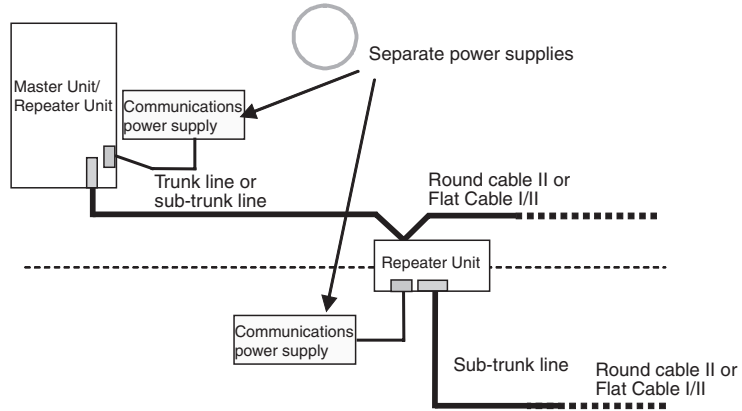 Separate power supplies
Master Unit/
Repeater Unit
Communications
power supply
Trunk line or
sub-trunk line
Round cable II or
Flat Cable I/II
Repeater Unit
Communications
power supply
Sub-trunk line
Round cable II or
Flat Cable I/II